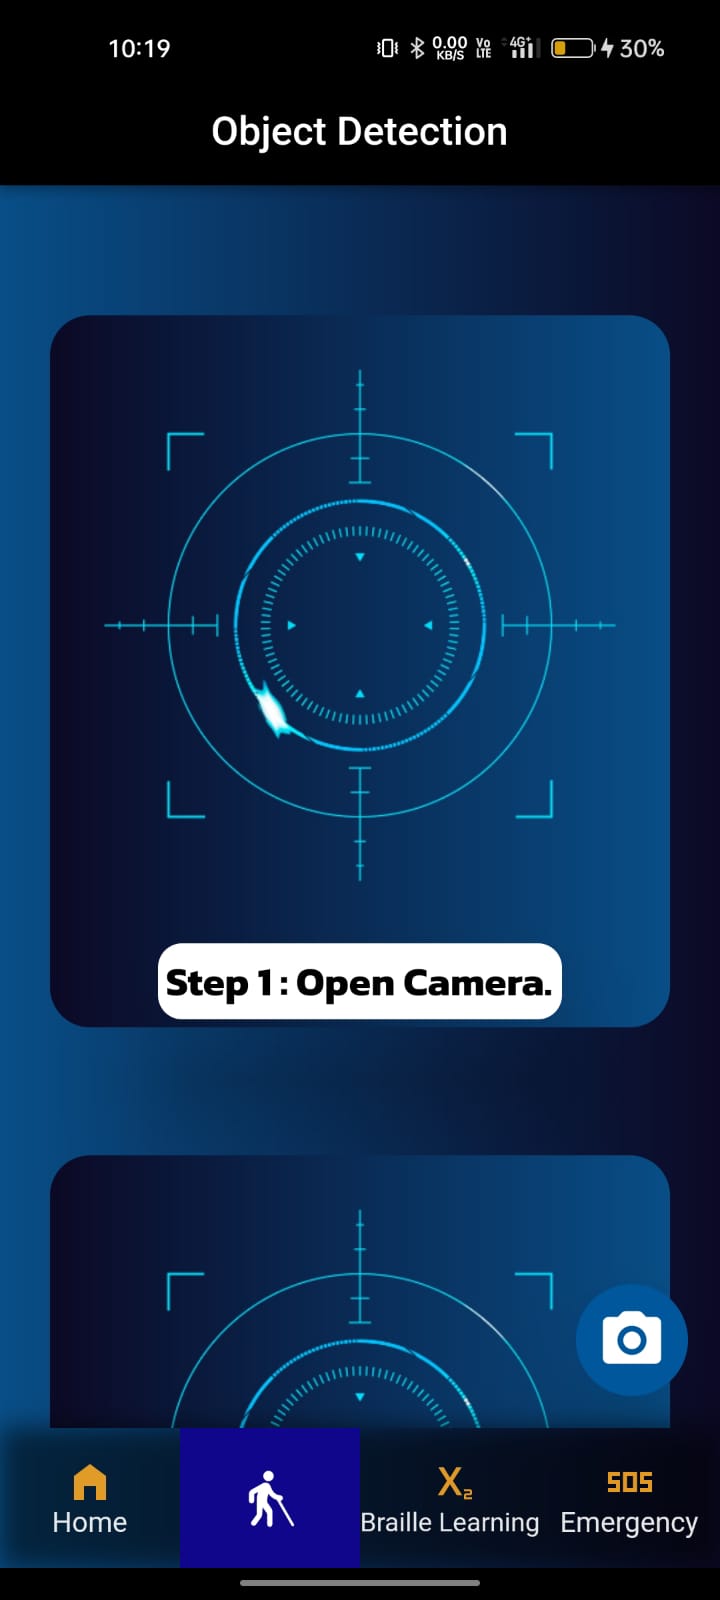 10:19 0.00 KB/S Vo LTE 4G+ 30%
Object Detection
Step 1: Open Camera.
X₂ SOS
Home Braille Learning Emergency